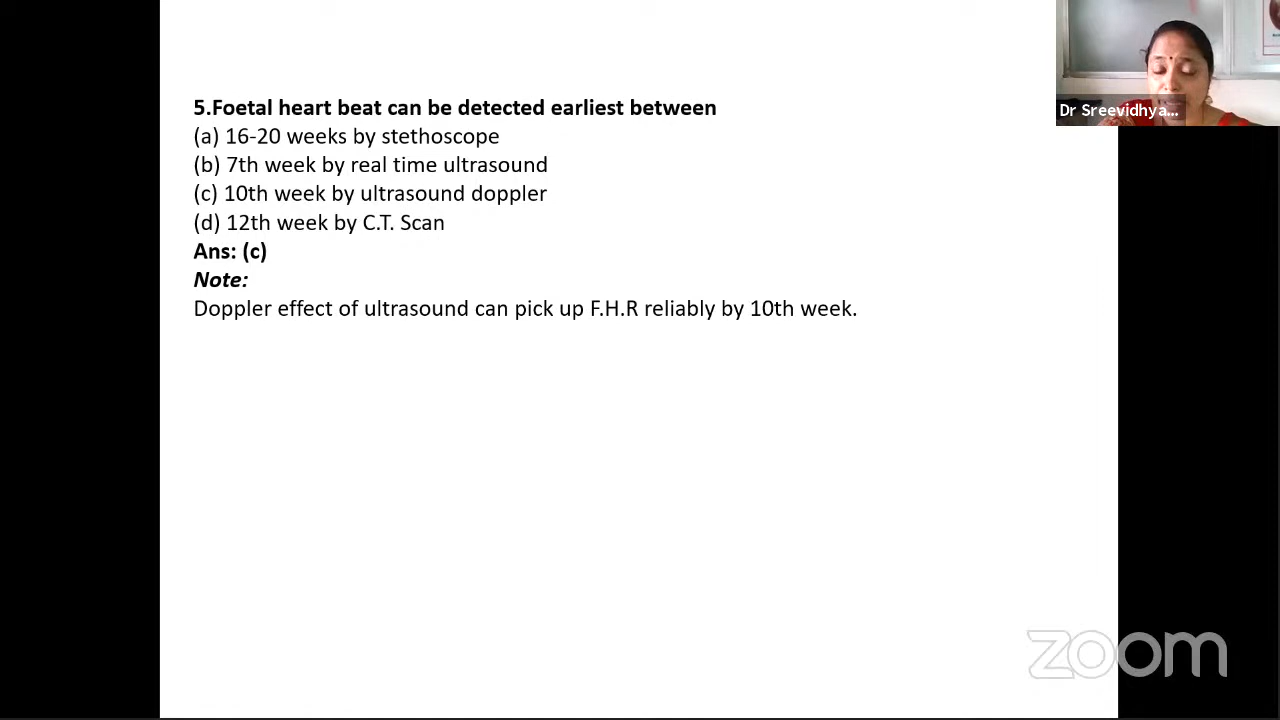 5.Foetal heart beat can be detected earliest between
(a) 16-20 weeks by stethoscope
(b) 7th week by real time ultrasound
(c) 10th week by ultrasound doppler
(d) 12th week by C.T. Scan
Ans: (c)
Note:
Doppler effect of ultrasound can pick up F.H.R reliably by 10th week.
Dr Sreevidhya...
zoom